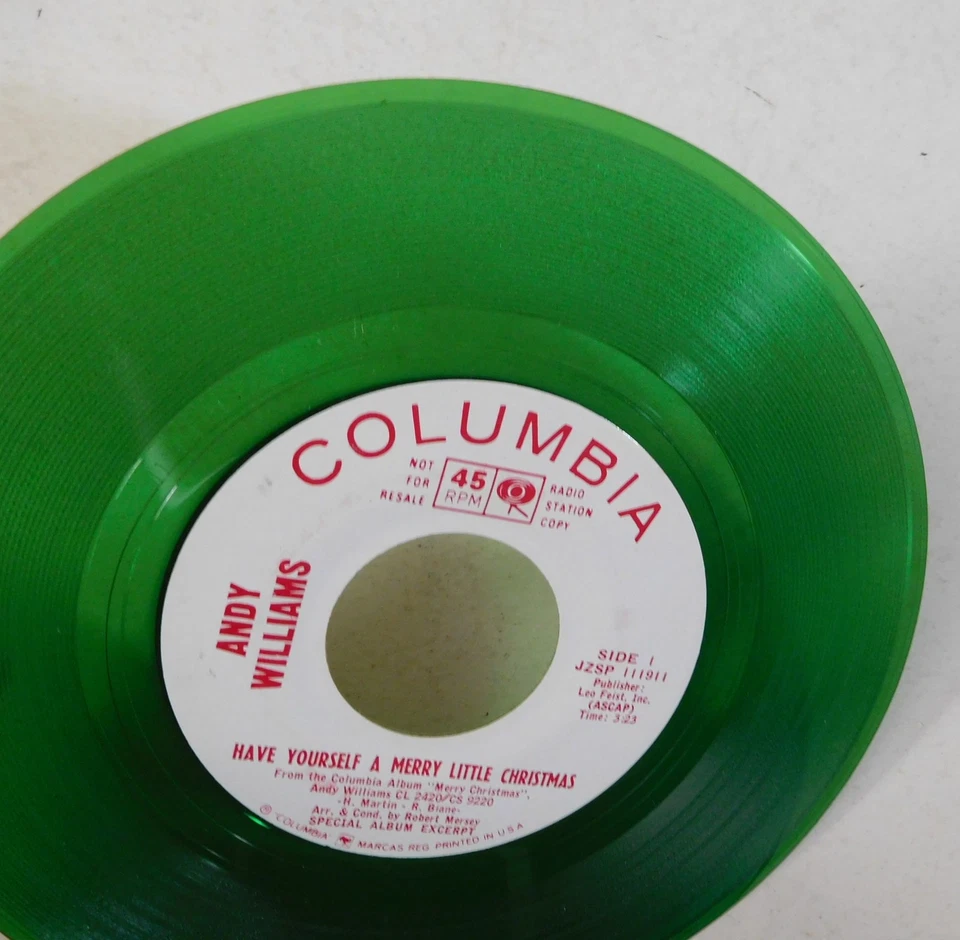 COLUMBIA
NOT
FOR
RESALE
45
RPM
RADIO
STATION
COPY
ANDY
WILLIAMS
SIDE 1
JZSP 111911
Publisher:
Leo Feist, Inc.
(ASCAP)
Time: 3:23
HAVE YOURSELF A MERRY LITTLE CHRISTMAS
From the Columbia Album "Merry Christmas".
Andy Williams CL 2420/CS 9220
-H. Martin - R. Blane-
Arr. & Cond. by Robert Mersey
SPECIAL ALBUM EXCERPT
Ⓟ "COLUMBIA" MARCAS REG. PRINTED IN U.S.A.